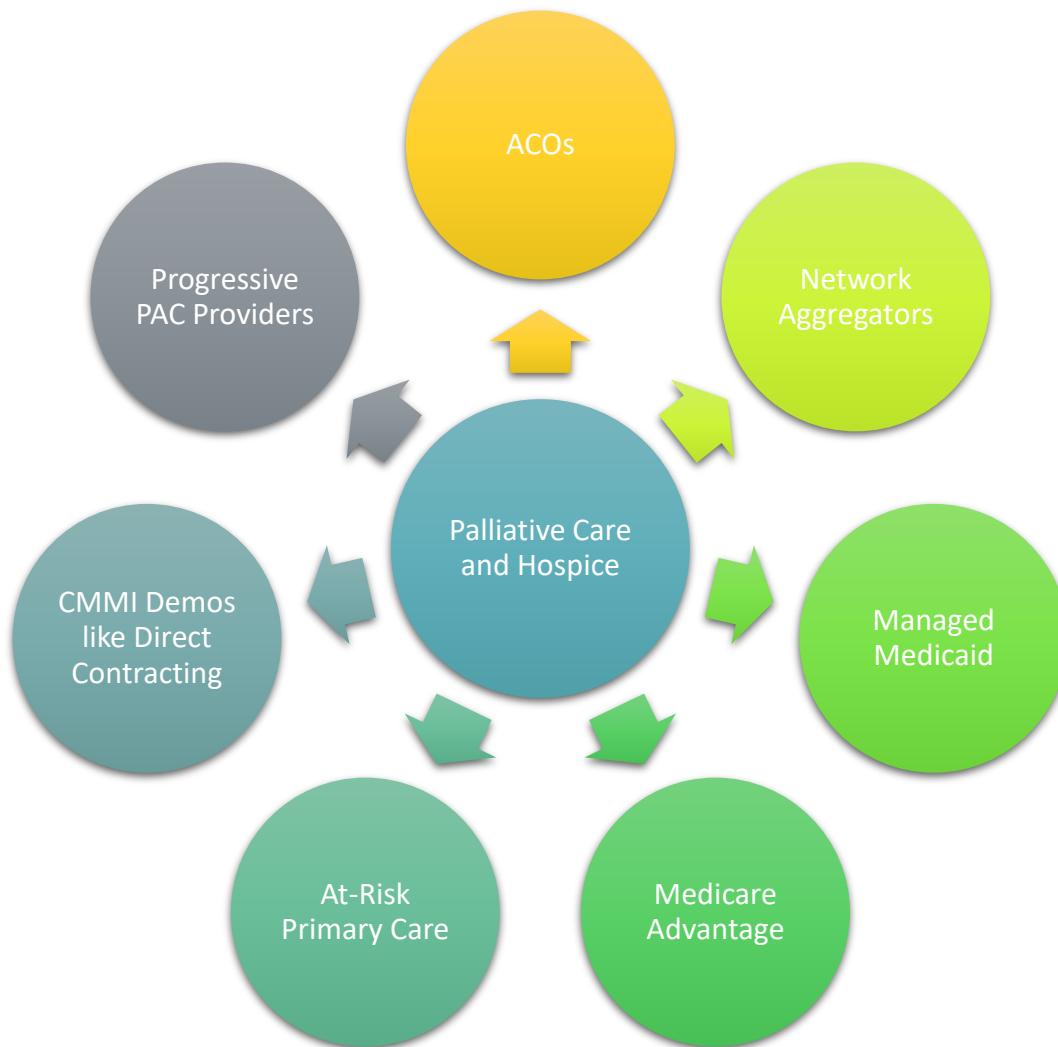 ACOs
Network
Aggregators
Managed
Medicaid
Medicare
Advantage
At-Risk
Primary Care
CMMI Demos
like Direct
Contracting
Progressive
PAC Providers
Palliative Care
and Hospice